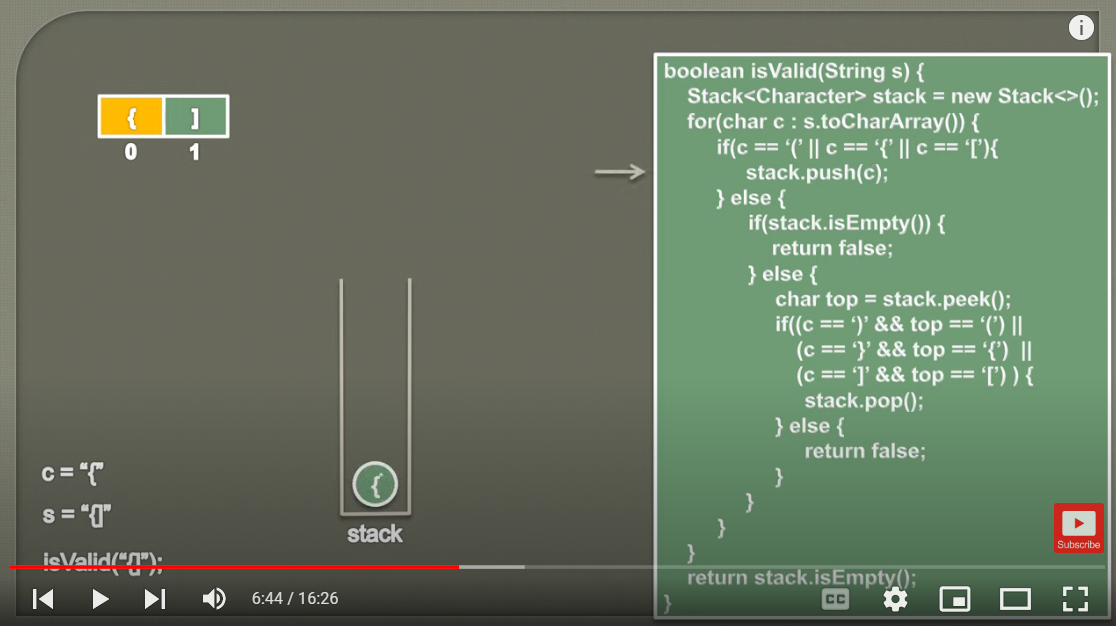 { ]
0 1
boolean isValid(String s) {
Stack<Character> stack = new Stack<>();
for(char c : s.toCharArray()) {
if(c == ‘(’ || c == ‘{’ || c == ‘[’){
stack.push(c);
} else {
if(stack.isEmpty()) {
return false;
} else {
char top = stack.peek();
if((c == ‘)’ && top == ‘(’) ||
(c == ‘}’ && top == ‘{’) ||
(c == ‘]’ && top == ‘[’) ) {
stack.pop();
} else {
return false;
}
}
}
}
return stack.isEmpty();
}
{
stack
c = “{”
s = “{]”
isValid(“{]”);
Subscribe
6:44 / 16:26
CC
i